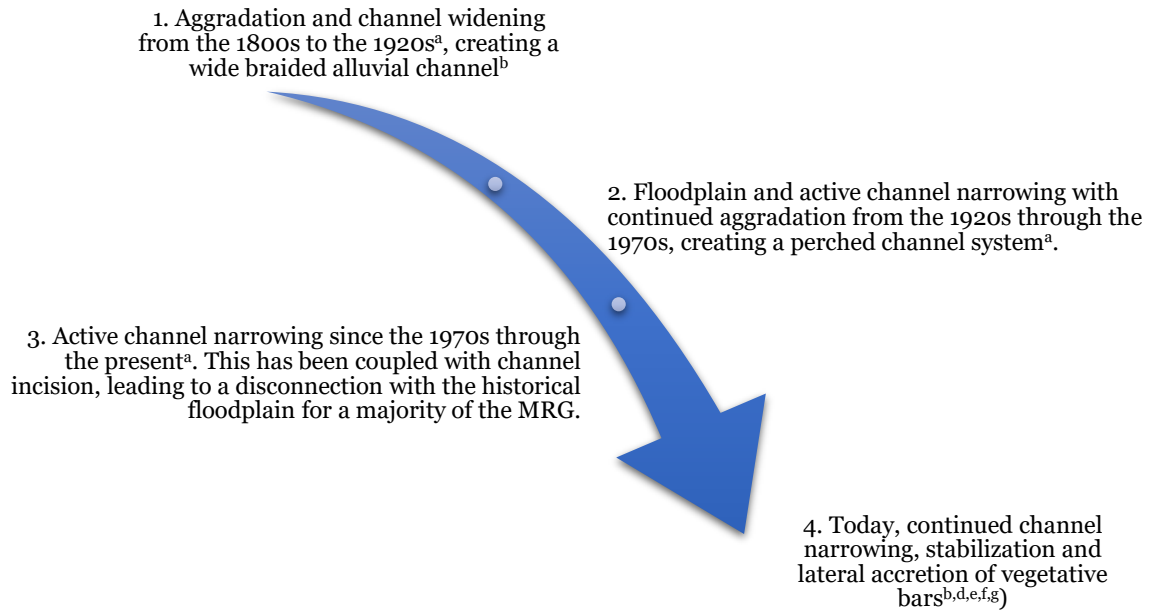 1. Aggradation and channel widening
from the 1800s to the 1920sᵃ, creating a
wide braided alluvial channelᵇ
2. Floodplain and active channel narrowing with
continued aggradation from the 1920s through the
1970s, creating a perched channel systemᵃ.
3. Active channel narrowing since the 1970s through
the presentᵃ. This has been coupled with channel
incision, leading to a disconnection with the historical
floodplain for a majority of the MRG.
4. Today, continued channel
narrowing, stabilization and
lateral accretion of vegetative
barsᵇ,ᵈ,ᵉ,ᶠ,ᵍ)